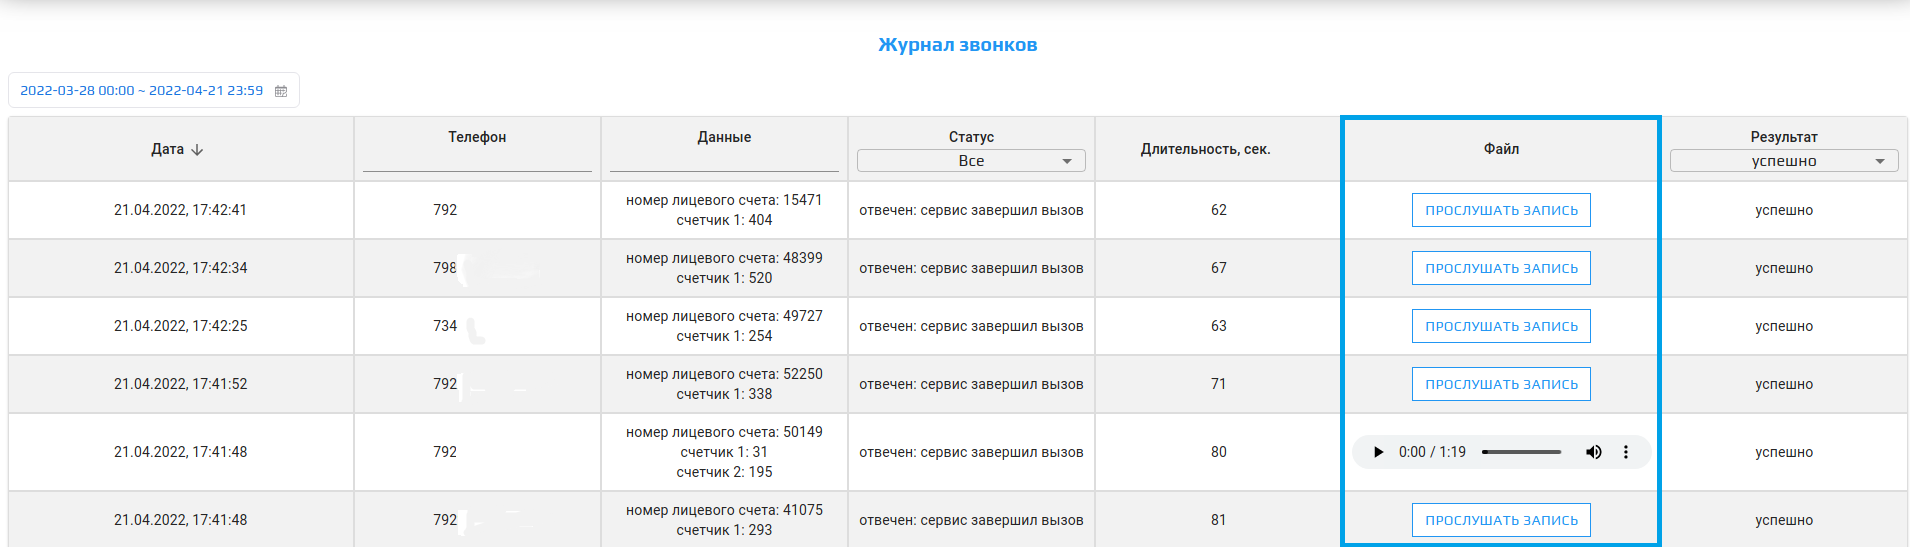 Журнал звонков
2022-03-28 00:00 ~ 2022-04-21 23:59
Дата Телефон Данные Статус Длительность, сек. Файл Результат
Все успешно
21.04.2022, 17:42:41 792 номер лицевого счета: 15471 отвечен: сервис завершил вызов 62 ПРОСЛУШАТЬ ЗАПИСЬ успешно
счетчик 1: 404
21.04.2022, 17:42:34 798 номер лицевого счета: 48399 отвечен: сервис завершил вызов 67 ПРОСЛУШАТЬ ЗАПИСЬ успешно
счетчик 1: 520
21.04.2022, 17:42:25 734 номер лицевого счета: 49727 отвечен: сервис завершил вызов 63 ПРОСЛУШАТЬ ЗАПИСЬ успешно
счетчик 1: 254
21.04.2022, 17:41:52 792 номер лицевого счета: 52250 отвечен: сервис завершил вызов 71 ПРОСЛУШАТЬ ЗАПИСЬ успешно
счетчик 1: 338
номер лицевого счета: 50149
21.04.2022, 17:41:48 792 счетчик 1: 31 отвечен: сервис завершил вызов 80 0:00 / 1:19 успешно
счетчик 2: 195
21.04.2022, 17:41:48 792 номер лицевого счета: 41075 отвечен: сервис завершил вызов 81 ПРОСЛУШАТЬ ЗАПИСЬ успешно
счетчик 1: 293